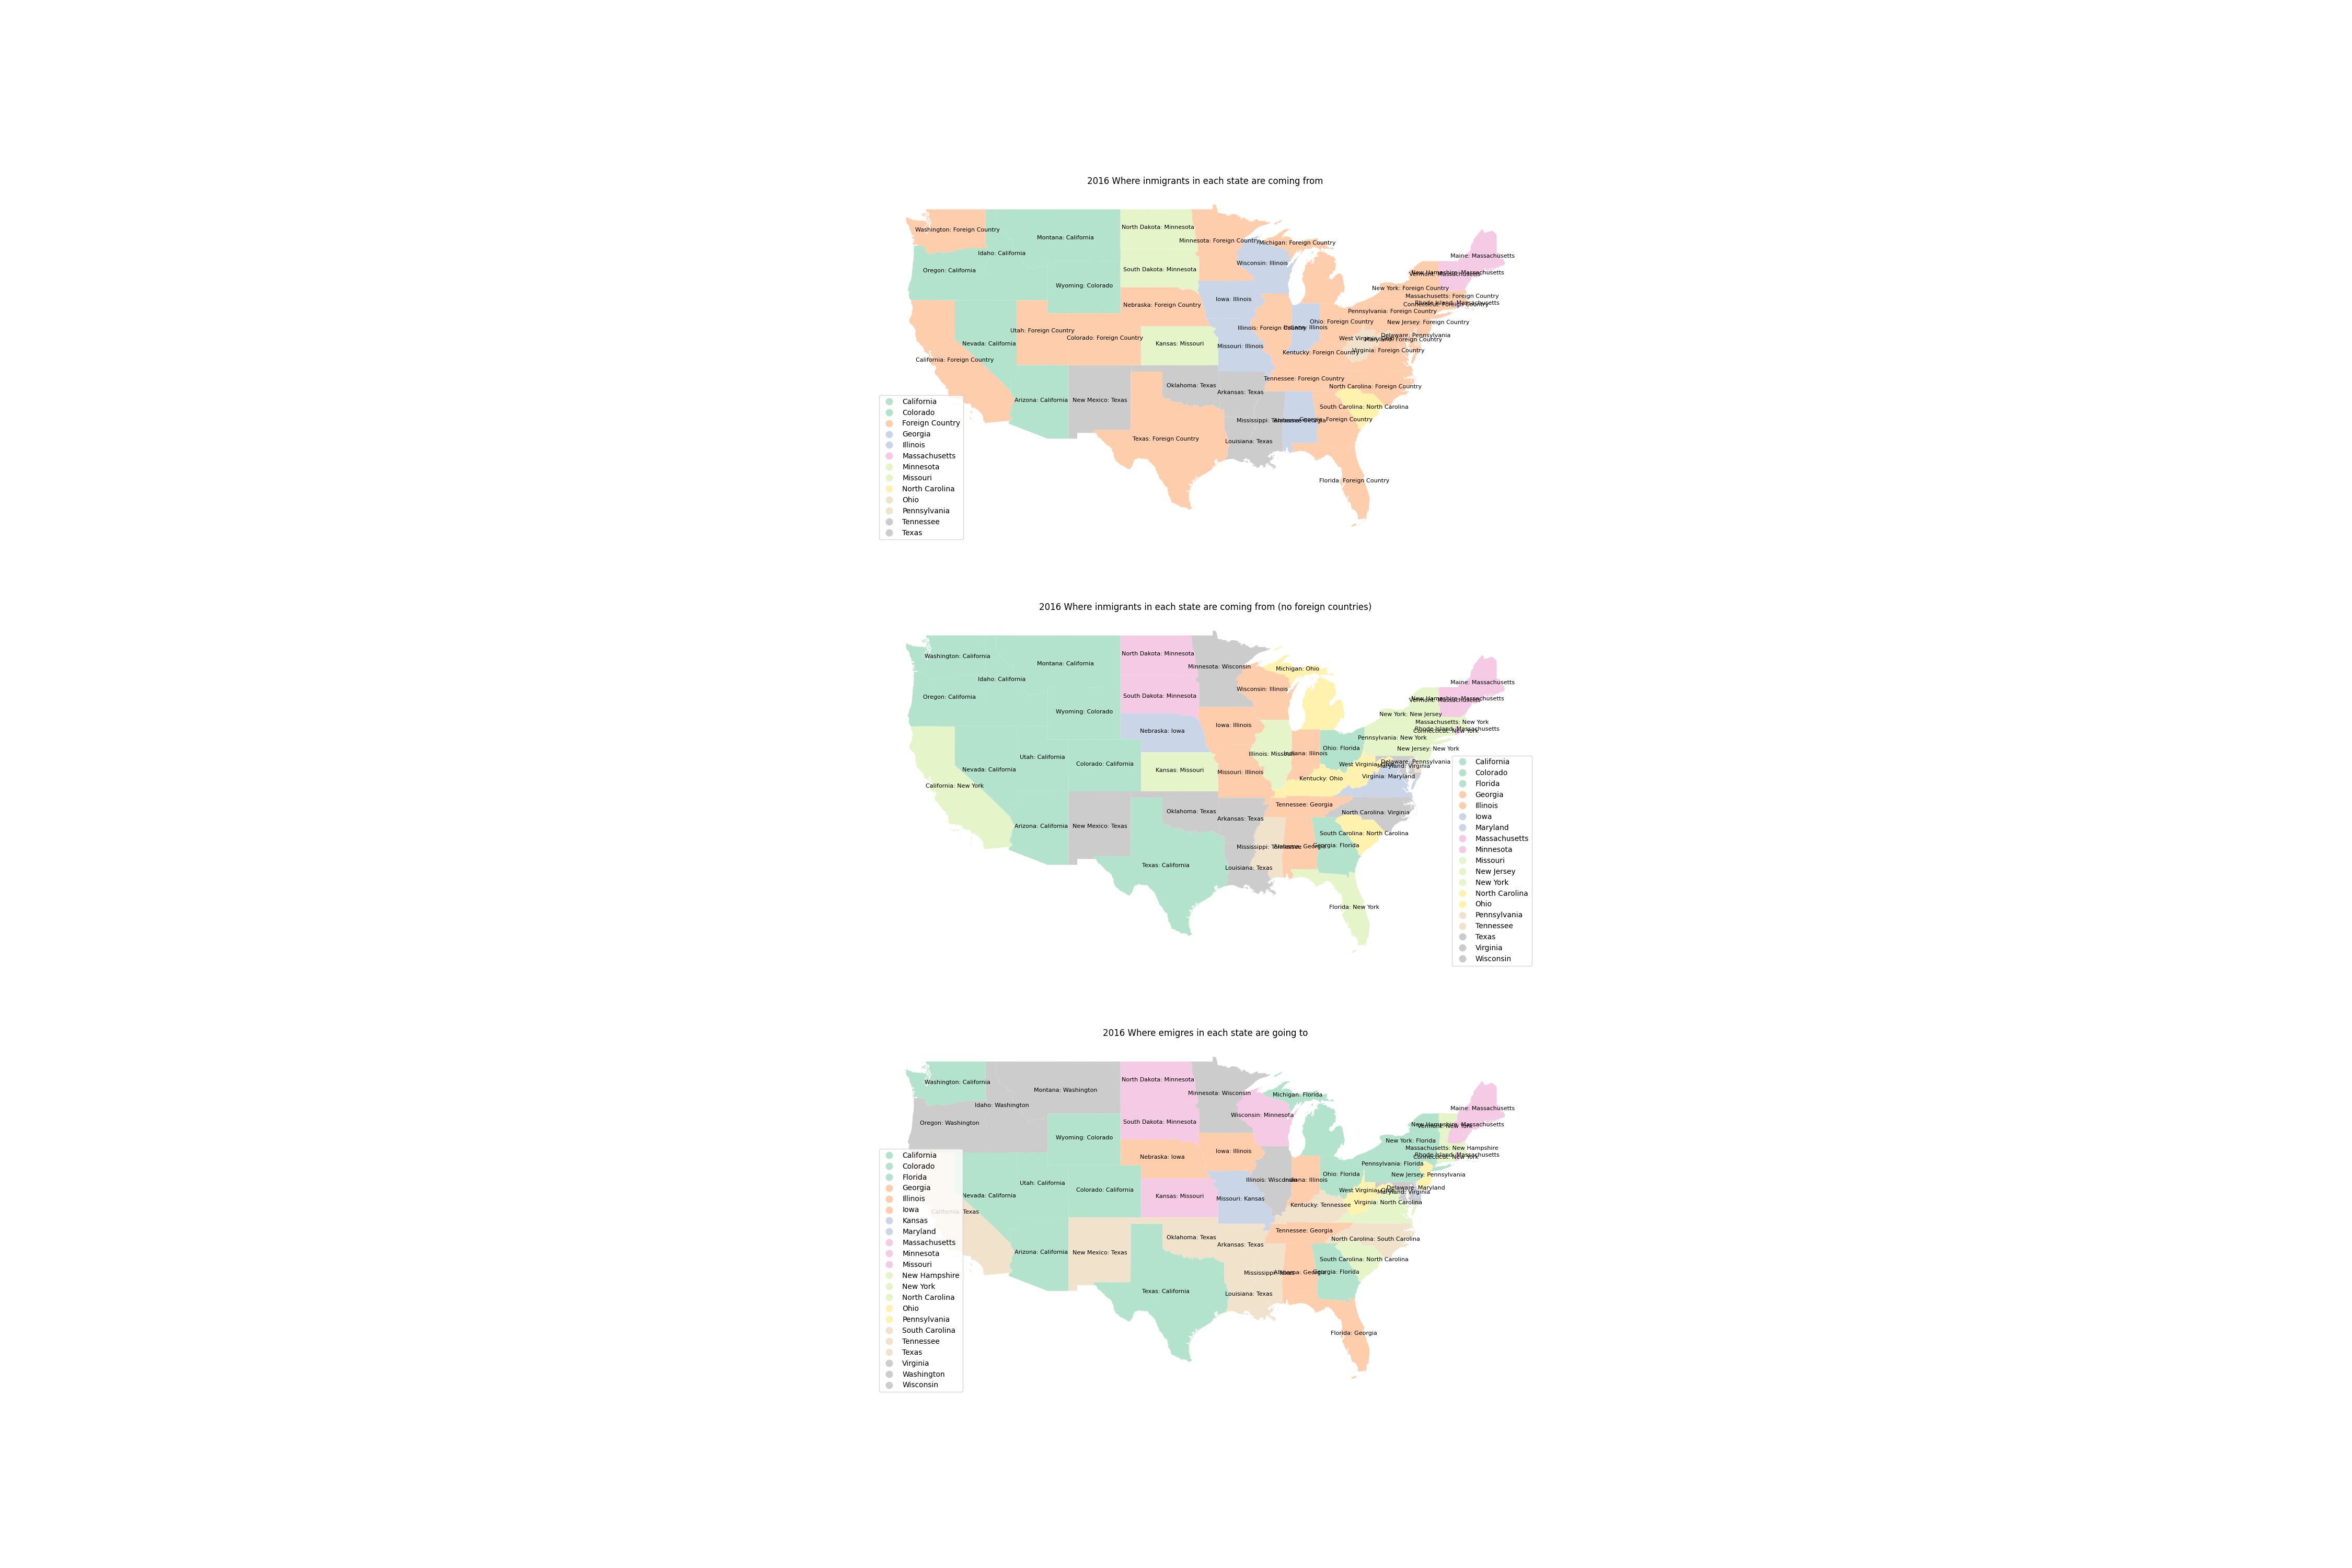 2016 Where inmigrants in each state are coming from
Washington: Foreign Country
North Dakota: Minnesota
Montana: California
Minnesota: Foreign Country
Michigan: Foreign Country
Idaho: California
Maine: Massachusetts
Wisconsin: Illinois
Oregon: California
South Dakota: Minnesota
New Hampshire: Massachusetts
Vermont: Massachusetts
Wyoming: Colorado
New York: Foreign Country
Iowa: Illinois
Massachusetts: Foreign Country
Nebraska: Foreign Country
Rhode Island: Massachusetts
Connecticut: Foreign Country
Pennsylvania: Foreign Country
Ohio: Foreign Country
New Jersey: Foreign Country
Utah: Foreign Country
Illinois: Foreign Country
Indiana: Illinois
Colorado: Foreign Country
West Virginia:
Delaware: Pennsylvania
Maryland: Foreign Country
Nevada: California
Kansas: Missouri
Missouri: Illinois
Virginia: Foreign Country
Kentucky: Foreign Country
California: Foreign Country
Tennessee: Foreign Country
Oklahoma: Texas
North Carolina: Foreign Country
Arkansas: Texas
Arizona: California
New Mexico: Texas
South Carolina: North Carolina
Mississippi: Tennessee
Alabama: Georgia
Georgia: Foreign Country
Texas: Foreign Country
Louisiana: Texas
Florida: Foreign Country
California
Colorado
Foreign Country
Georgia
Illinois
Massachusetts
Minnesota
Missouri
North Carolina
Ohio
Pennsylvania
Tennessee
Texas
2016 Where inmigrants in each state are coming from (no foreign countries)
Washington: California
North Dakota: Minnesota
Montana: California
Minnesota: Wisconsin
Michigan: Ohio
Idaho: California
Maine: Massachusetts
Wisconsin: Illinois
Oregon: California
South Dakota: Minnesota
New Hampshire: Massachusetts
Vermont: Massachusetts
Wyoming: Colorado
New York: New Jersey
Iowa: Illinois
Massachusetts: New York
Nebraska: Iowa
Rhode Island: Massachusetts
Connecticut: New York
Pennsylvania: New York
Ohio: Florida
New Jersey: New York
Utah: California
Illinois: Missouri
Indiana: Illinois
Colorado: California
West Virginia: Ohio
Delaware: Pennsylvania
Maryland: Virginia
Nevada: California
Kansas: Missouri
Missouri: Illinois
Virginia: Maryland
Kentucky: Ohio
California: New York
Tennessee: Georgia
Oklahoma: Texas
North Carolina: Virginia
Arkansas: Texas
Arizona: California
New Mexico: Texas
South Carolina: North Carolina
Mississippi: Tennessee
Alabama: Georgia
Georgia: Florida
Texas: California
Louisiana: Texas
Florida: New York
California
Colorado
Florida
Georgia
Illinois
Iowa
Maryland
Massachusetts
Minnesota
Missouri
New Jersey
New York
North Carolina
Ohio
Pennsylvania
Tennessee
Texas
Virginia
Wisconsin
2016 Where emigres in each state are going to
Washington: California
North Dakota: Minnesota
Montana: Washington
Minnesota: Wisconsin
Michigan: Florida
Idaho: Washington
Maine: Massachusetts
Wisconsin: Minnesota
Oregon: Washington
South Dakota: Minnesota
New Hampshire: Massachusetts
Vermont: New York
Wyoming: Colorado
New York: Florida
Iowa: Illinois
Massachusetts: New Hampshire
Nebraska: Iowa
Rhode Island: Massachusetts
Connecticut: New York
Pennsylvania: Florida
Ohio: Florida
New Jersey: Pennsylvania
Utah: California
Illinois: Wisconsin
Indiana: Illinois
Colorado: California
West Virginia: Ohio
Delaware: Maryland
Maryland: Virginia
Nevada: California
Kansas: Missouri
Missouri: Kansas
Virginia: North Carolina
Kentucky: Tennessee
California: Texas
Tennessee: Georgia
Oklahoma: Texas
North Carolina: South Carolina
Arkansas: Texas
Arizona: California
New Mexico: Texas
South Carolina: North Carolina
Mississippi: Texas
Alabama: Georgia
Georgia: Florida
Texas: California
Louisiana: Texas
Florida: Georgia
California
Colorado
Florida
Georgia
Illinois
Iowa
Kansas
Maryland
Massachusetts
Minnesota
Missouri
New Hampshire
New York
North Carolina
Ohio
Pennsylvania
South Carolina
Tennessee
Texas
Virginia
Washington
Wisconsin